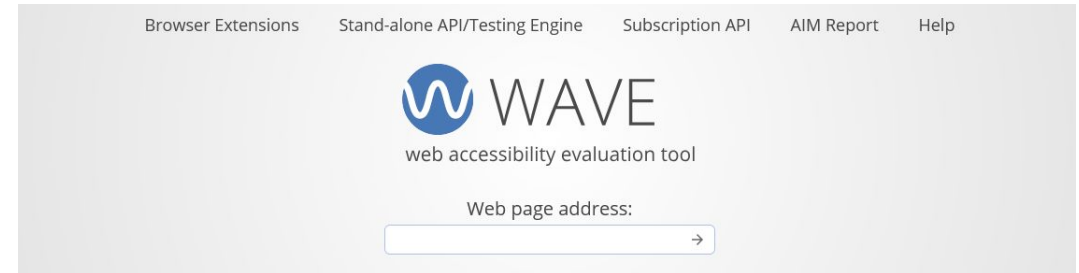 Browser Extensions Stand-alone API/Testing Engine Subscription API AIM Report Help
WAVE
web accessibility evaluation tool
Web page address: